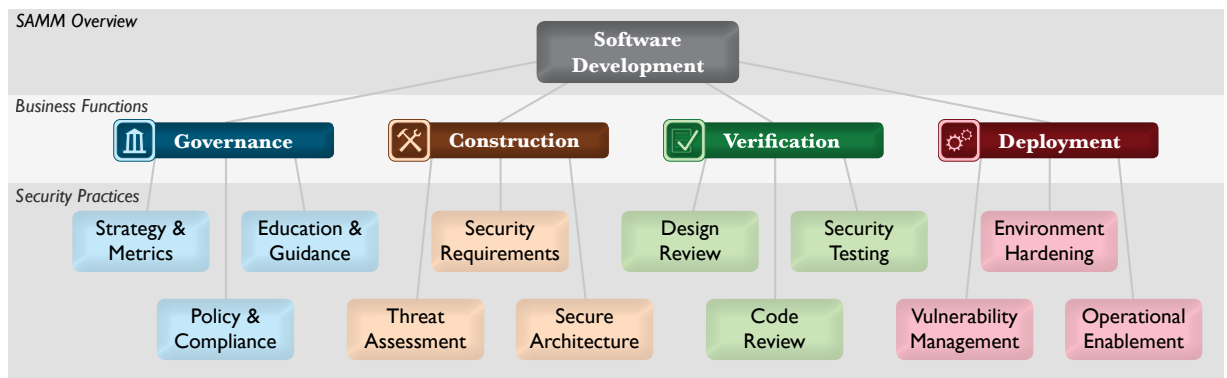 SAMM Overview
Software
Development
Business Functions
Governance
Construction
Verification
Deployment
Security Practices
Strategy &
Metrics
Education &
Guidance
Security
Requirements
Design
Review
Security
Testing
Environment
Hardening
Policy &
Compliance
Threat
Assessment
Secure
Architecture
Code
Review
Vulnerability
Management
Operational
Enablement